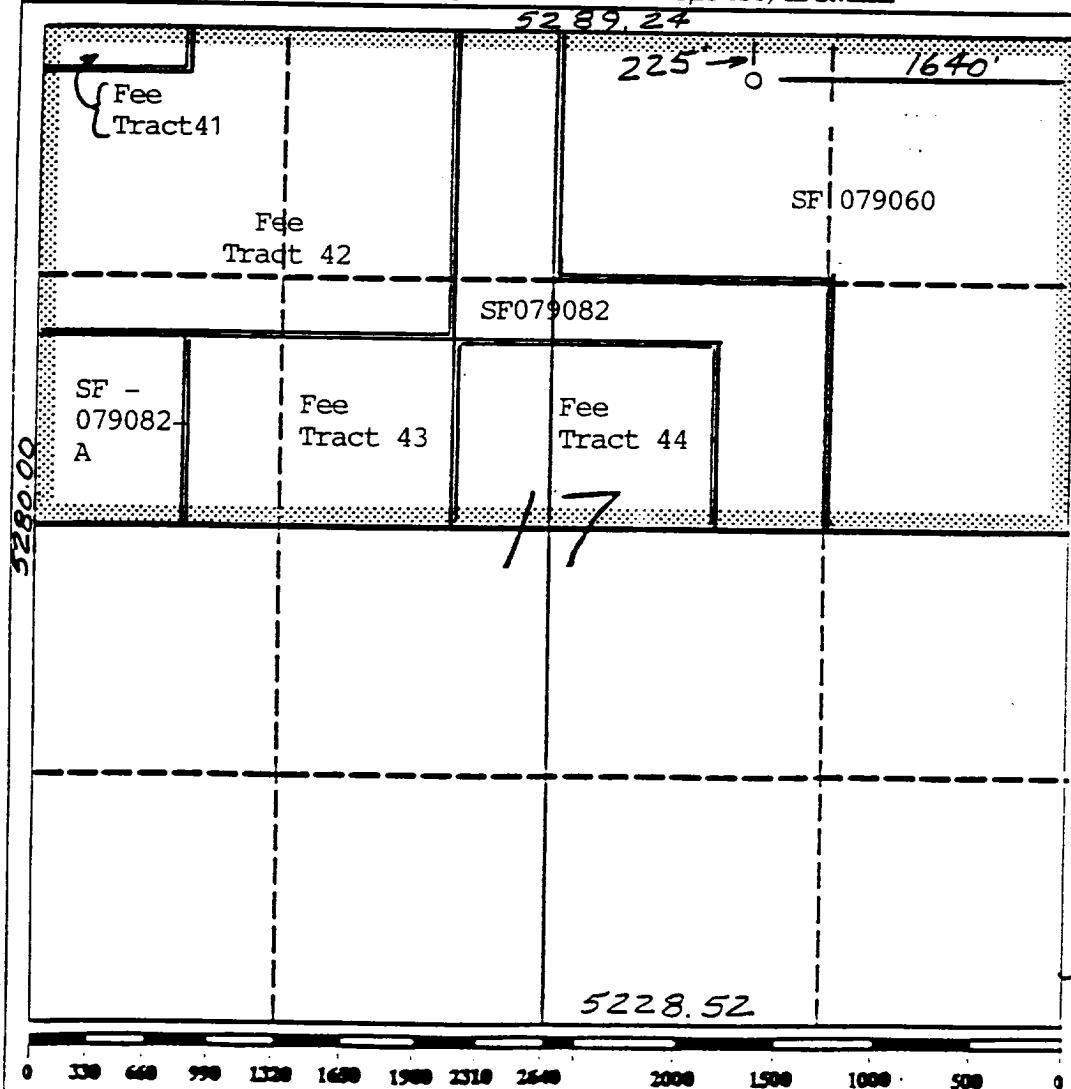 5289.24
225'
1640'
Fee
Tract41
SF 079060
Fee
Tract 42
SF079082
SF -
079082-
A
Fee
Tract 43
Fee
Tract 44
5280.00
17
5228.52
0 330 660 990 1320 1650 1980 2310 2640 2000 1500 1000 500 0